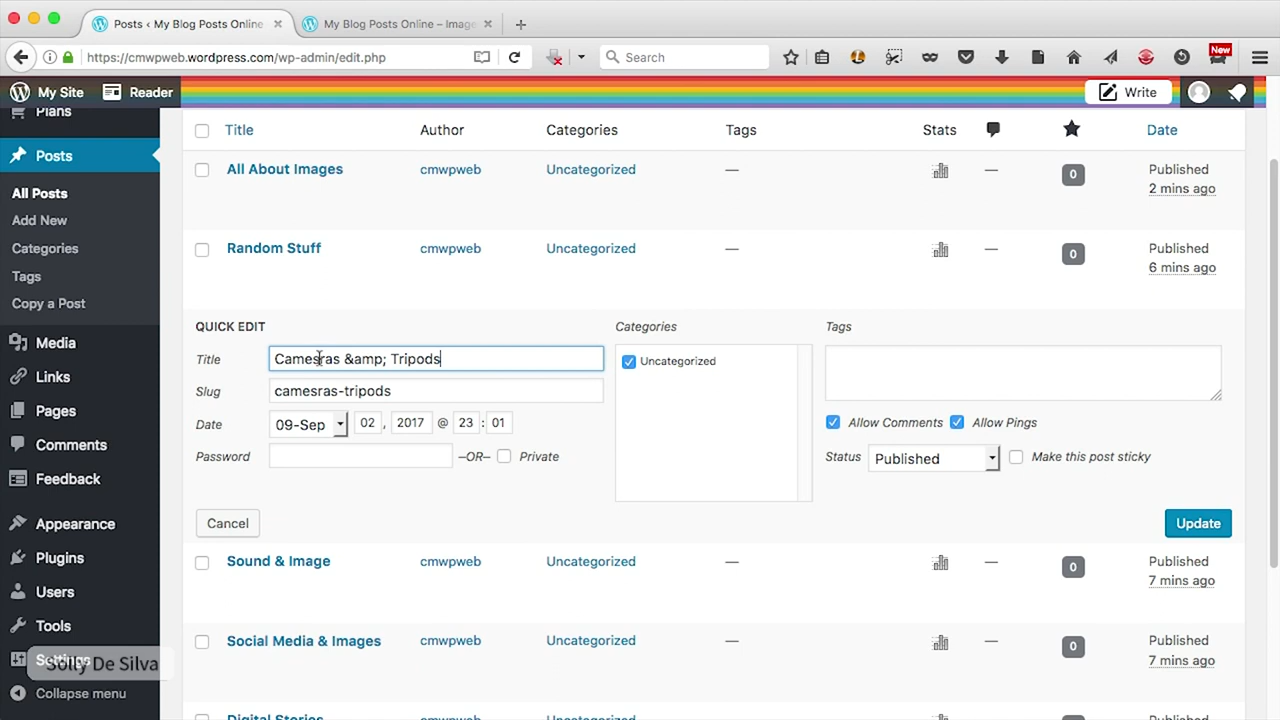 Posts ‹ My Blog Posts Online
My Blog Posts Online – Image
https://cmwpweb.wordpress.com/wp-admin/edit.php
Search
New
My Site
Reader
Write
Plans
Posts
All Posts
Add New
Categories
Tags
Copy a Post
Media
Links
Pages
Comments
Feedback
Appearance
Plugins
Users
Tools
Settings
Solly De Silva
Collapse menu
Title Author Categories Tags Stats Date
All About Images cmwpweb Uncategorized — — 0 Published
2 mins ago
Random Stuff cmwpweb Uncategorized — — 0 Published
6 mins ago
QUICK EDIT Categories Tags
Title Camesras &amp; Tripods Uncategorized
Slug camesras-tripods
Date 09-Sep 02 , 2017 @ 23 : 01 Allow Comments Allow Pings
Password –OR– Private Status Published Make this post sticky
Cancel Update
Sound & Image cmwpweb Uncategorized — — 0 Published
7 mins ago
Social Media & Images cmwpweb Uncategorized — — 0 Published
7 mins ago
Digital Stories